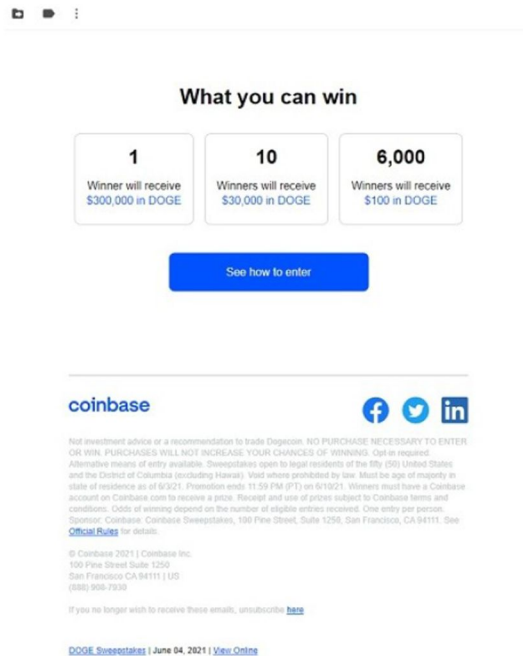 What you can win
1
Winner will receive
$300,000 in DOGE
10
Winners will receive
$30,000 in DOGE
6,000
Winners will receive
$100 in DOGE
See how to enter
coinbase
Not investment advice or a recommendation to trade Dogecoin. NO PURCHASE NECESSARY TO ENTER
OR WIN. PURCHASES WILL NOT INCREASE YOUR CHANCES OF WINNING. Opt-in required.
Alternative means of entry available. Sweepstakes open to legal residents of the fifty (50) United States
and the District of Columbia (excluding Hawaii). Void where prohibited by law. Must be age of majority in
state of residence as of 6/3/21. Promotion ends 11:59 PM (PT) on 6/10/21. Winners must have a Coinbase
account on Coinbase.com to receive a prize. Receipt and use of prizes subject to Coinbase terms and
conditions. Odds of winning depend on the number of eligible entries received. One entry per person.
Sponsor: Coinbase. Coinbase Sweepstakes, 100 Pine Street, Suite 1250, San Francisco, CA 94111. See
Official Rules for details.
© Coinbase 2021 | Coinbase Inc.
100 Pine Street Suite 1250
San Francisco CA 94111 | US
(888) 908-7930
If you no longer wish to receive these emails, unsubscribe here
DOGE Sweepstakes | June 04, 2021 | View Online